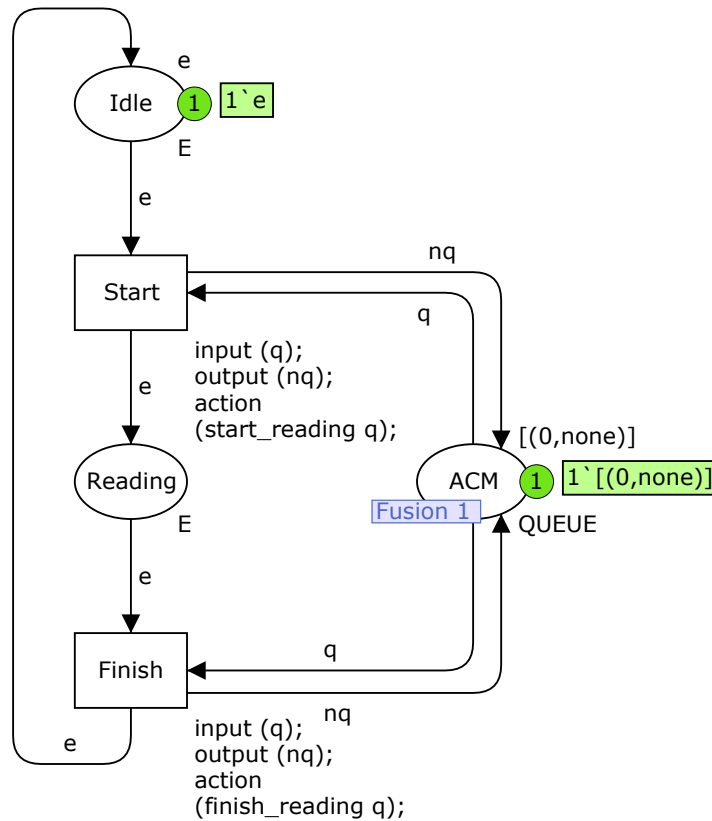 e
Idle
1
1`e
E
e
nq
Start
q
input (q);
output (nq);
action
(start_reading q);
e
[(0,none)]
Reading
ACM
1
1`[(0,none)]
Fusion 1
E
QUEUE
e
q
Finish
nq
input (q);
output (nq);
action
(finish_reading q);
e